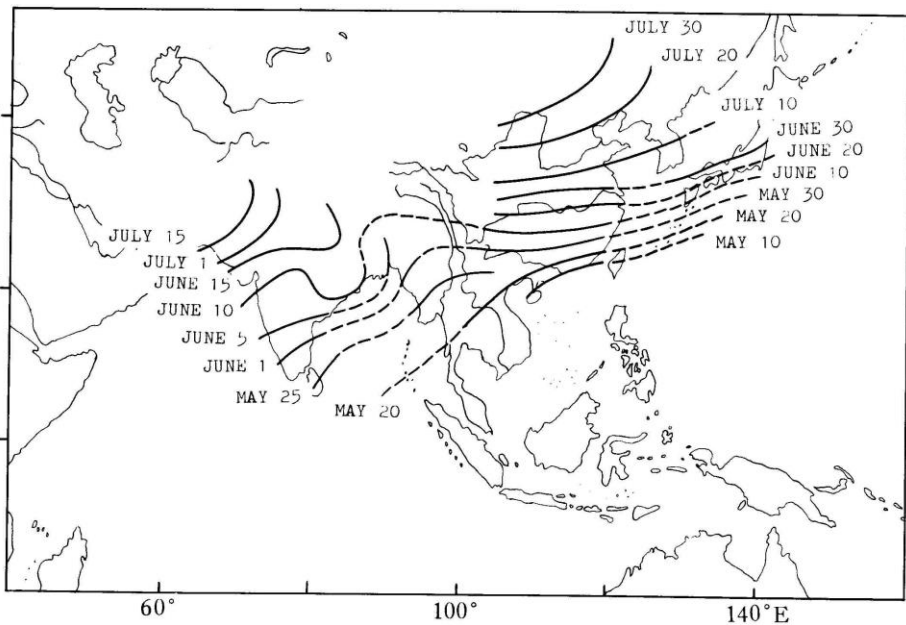 JULY 30
JULY 20
JULY 10
JUNE 30
JUNE 20
JUNE 10
MAY 30
MAY 20
MAY 10
JULY 15
JULY 1
JUNE 15
JUNE 10
JUNE 5
JUNE 1
MAY 25
MAY 20
60° 100° 140°E